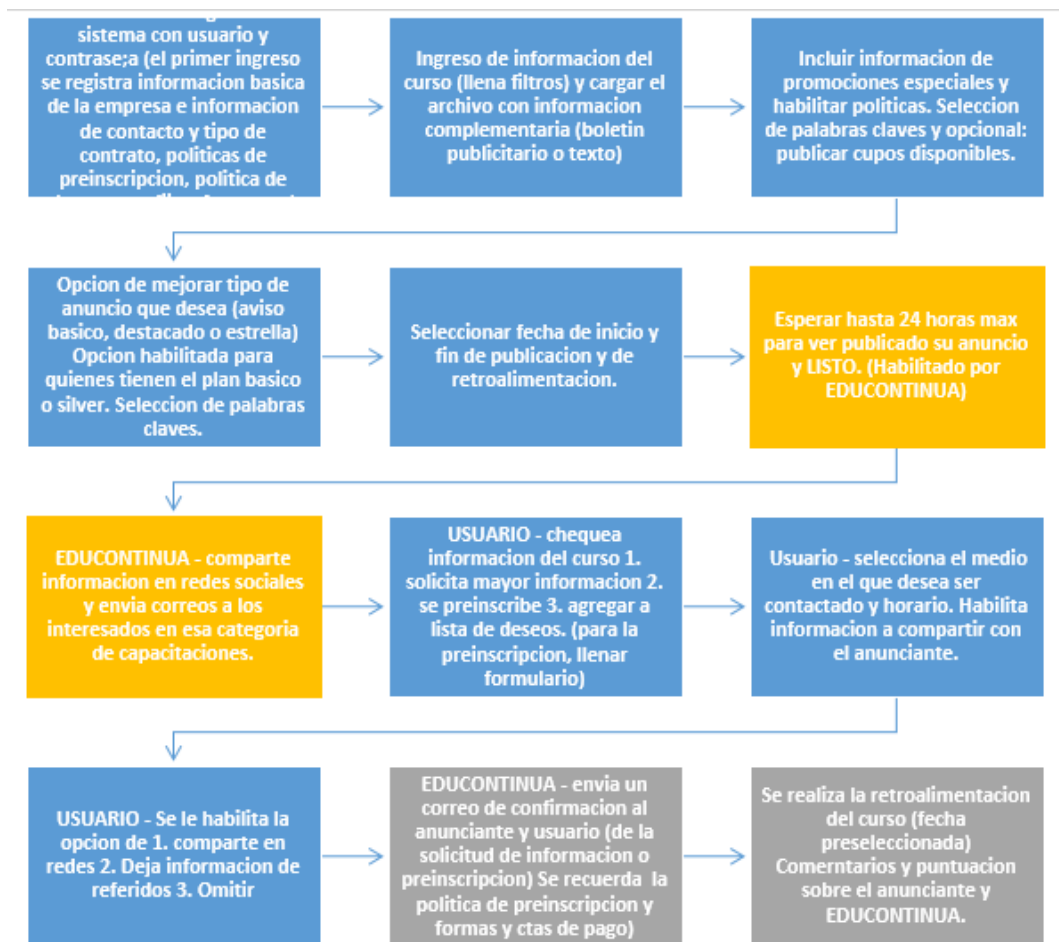 sistema con usuario y
contrase;a (el primer ingreso
se registra informacion basica
de la empresa e informacion
de contacto y tipo de
contrato, politicas de
preinscripcion, politica de
Ingreso de informacion del
curso (llena filtros) y cargar el
archivo con informacion
complementaria (boletin
publicitario o texto)
Incluir informacion de
promociones especiales y
habilitar politicas. Seleccion
de palabras claves y opcional:
publicar cupos disponibles.
Opcion de mejorar tipo de
anuncio que desea (aviso
basico, destacado o estrella)
Opcion habilitada para
quienes tienen el plan basico
o silver. Seleccion de palabras
claves.
Seleccionar fecha de inicio y
fin de publicacion y de
retroalimentacion.
Esperar hasta 24 horas max
para ver publicado su anuncio
y LISTO. (Habilitado por
EDUCONTINUA)
EDUCONTINUA - comparte
informacion en redes sociales
y envia correos a los
interesados en esa categoria
de capacitaciones.
USUARIO - chequea
informacion del curso 1.
solicita mayor informacion 2.
se preinscribe 3. agregar a
lista de deseos. (para la
preinscripcion, llenar
formulario)
Usuario - selecciona el medio
en el que desea ser
contactado y horario. Habilita
informacion a compartir con
el anunciante.
USUARIO - Se le habilita la
opcion de 1. comparte en
redes 2. Deja informacion de
referidos 3. Omitir
EDUCONTINUA - envia un
correo de confirmacion al
anunciante y usuario (de la
solicitud de informacion o
preinscripcion) Se recuerda la
politica de preinscripcion y
formas y ctas de pago)
Se realiza la retroalimentacion
del curso (fecha
preseleccionada)
Comerntarios y puntuacion
sobre el anunciante y
EDUCONTINUA.